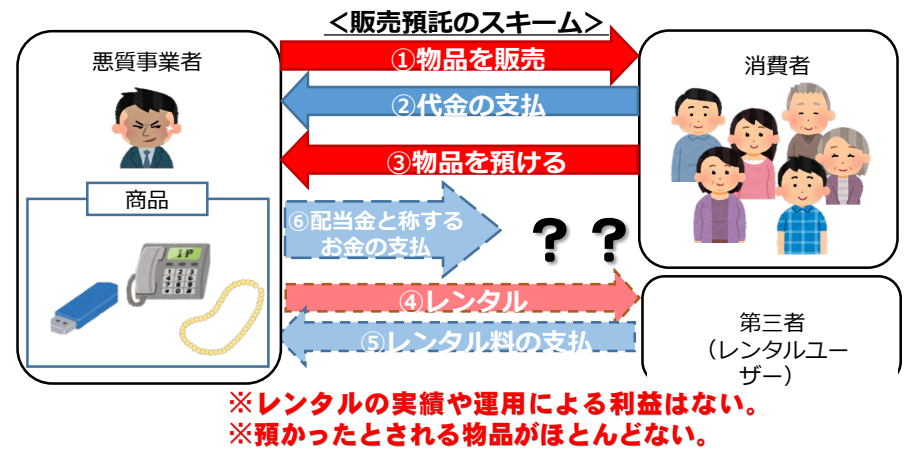 ＜販売預託のスキーム＞
悪質事業者
①物品を販売
消費者
②代金の支払
③物品を預ける
商品
⑥配当金と称する
お金の支払
？？
iP
④レンタル
⑤レンタル料の支払
第三者
（レンタルユー
ザー）
※レンタルの実績や運用による利益はない。
※預かったとされる物品がほとんどない。